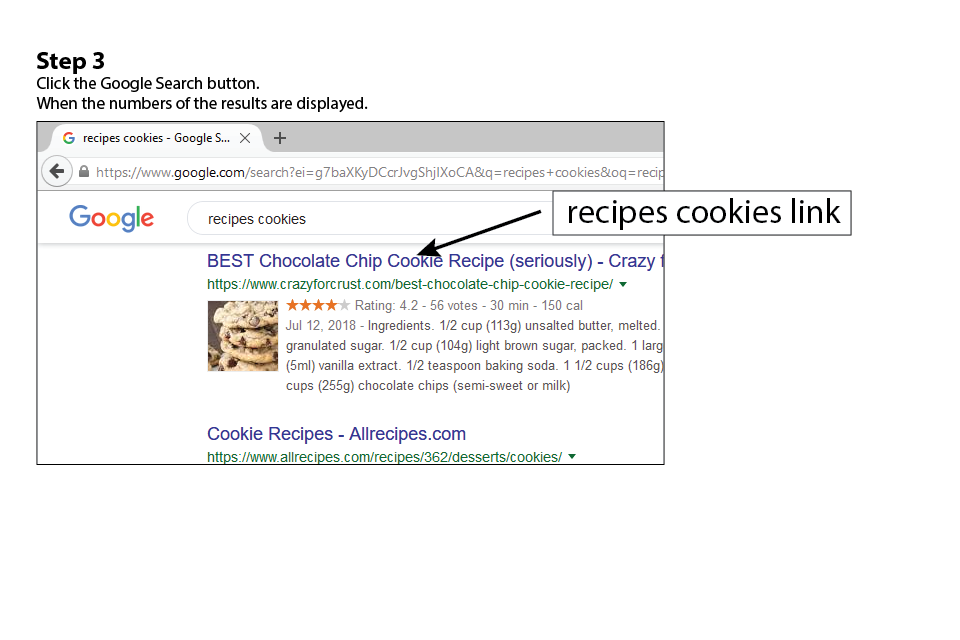 Step 3
Click the Google Search button.
When the numbers of the results are displayed.
recipes cookies - Google S...
https://www.google.com/search?ei=g7baXKyDCcrJvgShjIXoCA&q=recipes+cookies&oq=recip
Google
recipes cookies
recipes cookies link
BEST Chocolate Chip Cookie Recipe (seriously) - Crazy f
https://www.crazyforcrust.com/best-chocolate-chip-cookie-recipe/
Rating: 4.2 - 56 votes - 30 min - 150 cal
Jul 12, 2018 - Ingredients. 1/2 cup (113g) unsalted butter, melted.
granulated sugar. 1/2 cup (104g) light brown sugar, packed. 1 larg
(5ml) vanilla extract. 1/2 teaspoon baking soda. 1 1/2 cups (186g)
cups (255g) chocolate chips (semi-sweet or milk)
Cookie Recipes - Allrecipes.com
https://www.allrecipes.com/recipes/362/desserts/cookies/